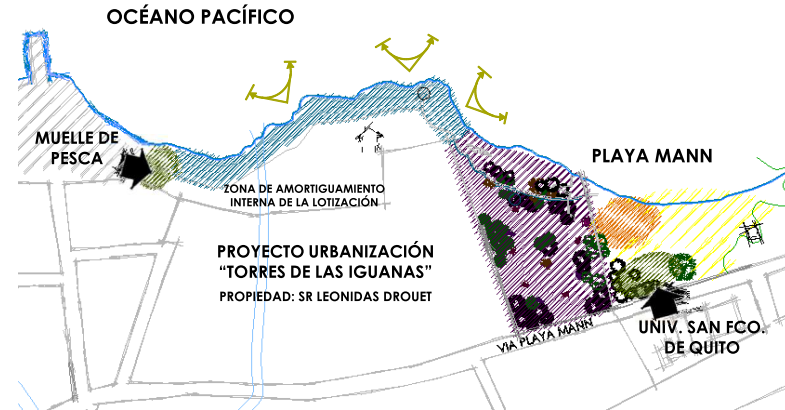 OCÉANO PACÍFICO
MUELLE DE
PESCA
PLAYA MANN
ZONA DE AMORTIGUAMIENTO
INTERNA DE LA LOTIZACIÓN
PROYECTO URBANIZACIÓN
“TORRES DE LAS IGUANAS”
PROPIEDAD: SR LEONIDAS DROUET
VIA PLAYA MANN
UNIV. SAN FCO.
DE QUITO